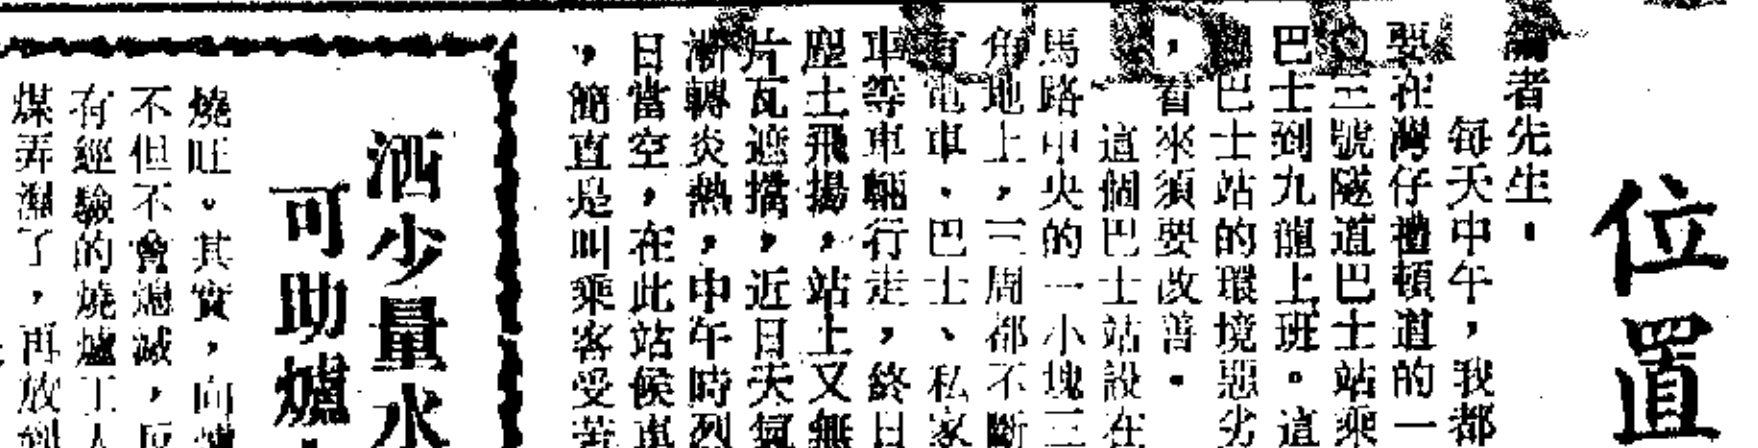 位置
者先生：
每天中午，我都
要在灣仔禮頓道的一
〇三號隧道巴士站乘
巴士到九龍上班。這
巴士站的環境惡劣
，看來須要改善。
這個巴士站設在
馬路中央的一小塊三
角地上，三周都不斷
有電車、巴士、私家
車等車輛行走，終日
塵土飛揚，站上又無
片瓦遮擋，近日天氣
漸轉炎熱，中午時烈
日當空，在此站候車
，簡直是叫乘客受苦
洒少量水
可助爐
燒旺。其實，向
不但不會熄滅，反
有經驗的燒爐工人
煤弄濕了，再放到